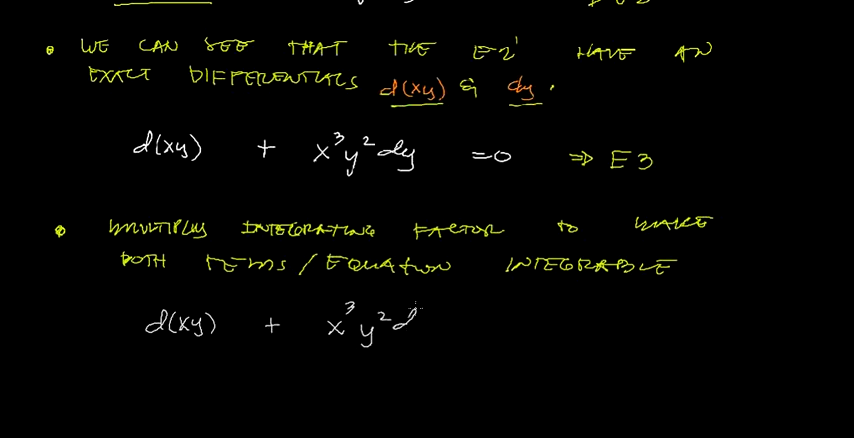 • WE CAN SEE THAT THE E-2' HAVE AN
EXACT DIFFERENTIALS d(xy) & dy.
d(xy) + x³y²dy =0 ⇒ E3
• MULTIPLY INTEGRATING FACTOR TO MAKE
BOTH TERMS/EQUATION INTEGRABLE
d(xy) + x³y²d